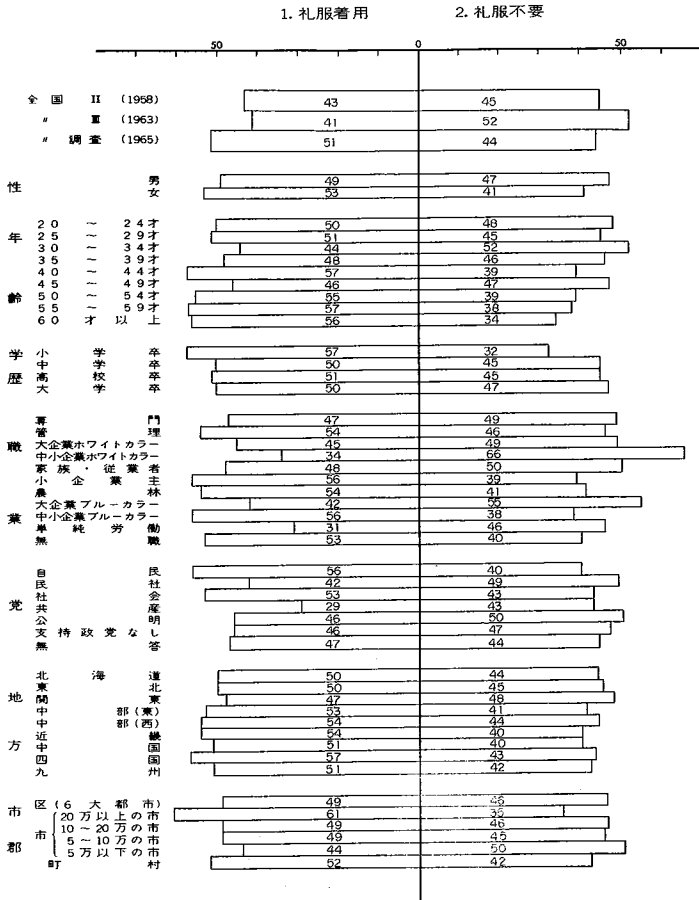 1. 礼服着用 2. 礼服不要
50 0 50
全国 II (1958) 43 45
〃 III (1963) 41 52
〃 調査 (1965) 51 44
性
男 49 47
女 53 41
年齢
20 ~ 24才 50 48
25 ~ 29才 51 45
30 ~ 34才 44 52
35 ~ 39才 48 46
40 ~ 44才 57 39
45 ~ 49才 46 47
50 ~ 54才 55 39
55 ~ 59才 57 38
60 才以上 56 34
学歴
小学卒 57 32
中学卒 50 45
高校卒 51 45
大学卒 50 47
職業
専門 47 49
管理 54 46
大企業ホワイトカラー 45 49
中小企業ホワイトカラー 34 66
家族・従業者 48 50
小企業主 56 39
農林 54 41
大企業ブルーカラー 42 55
中小企業ブルーカラー 56 38
単純労働 31 46
無職 53 40
党
自民 56 40
民社 42 49
社会 53 43
共産 29 43
公明 46 50
支持政党なし 46 47
無答 47 44
地方
北海道 50 44
東北 50 45
関東 47 48
中部(東) 53 41
中部(西) 54 44
近畿 54 40
中国 51 40
四国 57 43
九州 51 42
市郡
区(6大都市) 49 46
市
20万以上の市 61 35
10~20万の市 49 46
5~10万の市 49 45
5万以下の市 44 50
町村 52 42